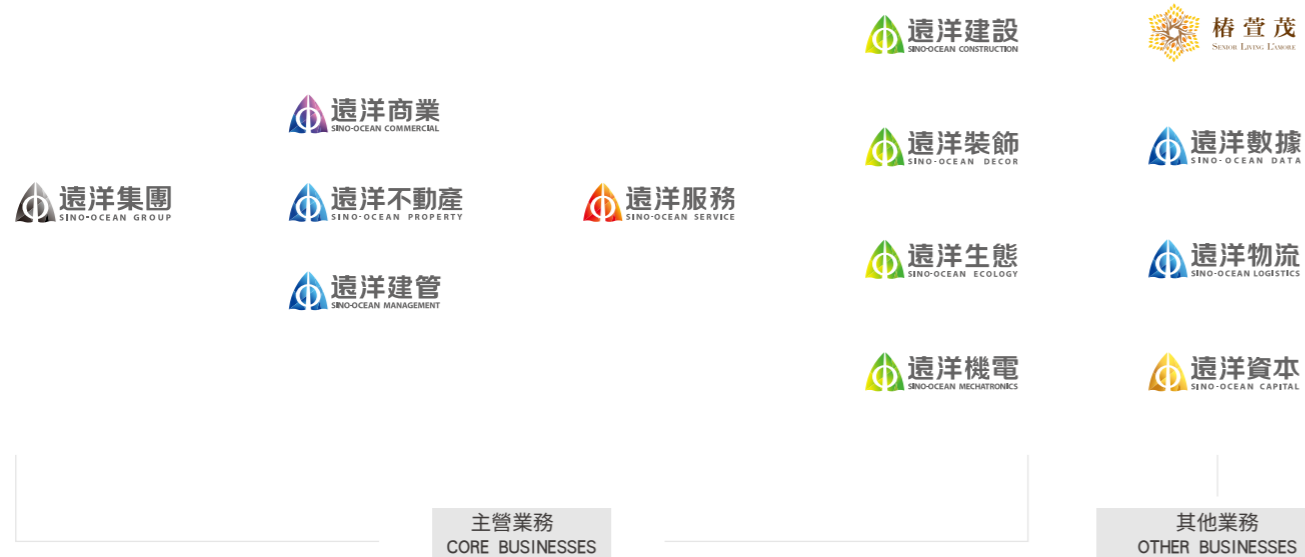 遠洋集團
SINO-OCEAN GROUP
遠洋商業
SINO-OCEAN COMMERCIAL
遠洋不動產
SINO-OCEAN PROPERTY
遠洋建管
SINO-OCEAN MANAGEMENT
遠洋服務
SINO-OCEAN SERVICE
遠洋建設
SINO-OCEAN CONSTRUCTION
遠洋裝飾
SINO-OCEAN DECOR
遠洋生態
SINO-OCEAN ECOLOGY
遠洋機電
SINO-OCEAN MECHATRONICS
椿萱茂
SENIOR LIVING L'AMORE
遠洋數據
SINO-OCEAN DATA
遠洋物流
SINO-OCEAN LOGISTICS
遠洋資本
SINO-OCEAN CAPITAL
主營業務
CORE BUSINESSES
其他業務
OTHER BUSINESSES